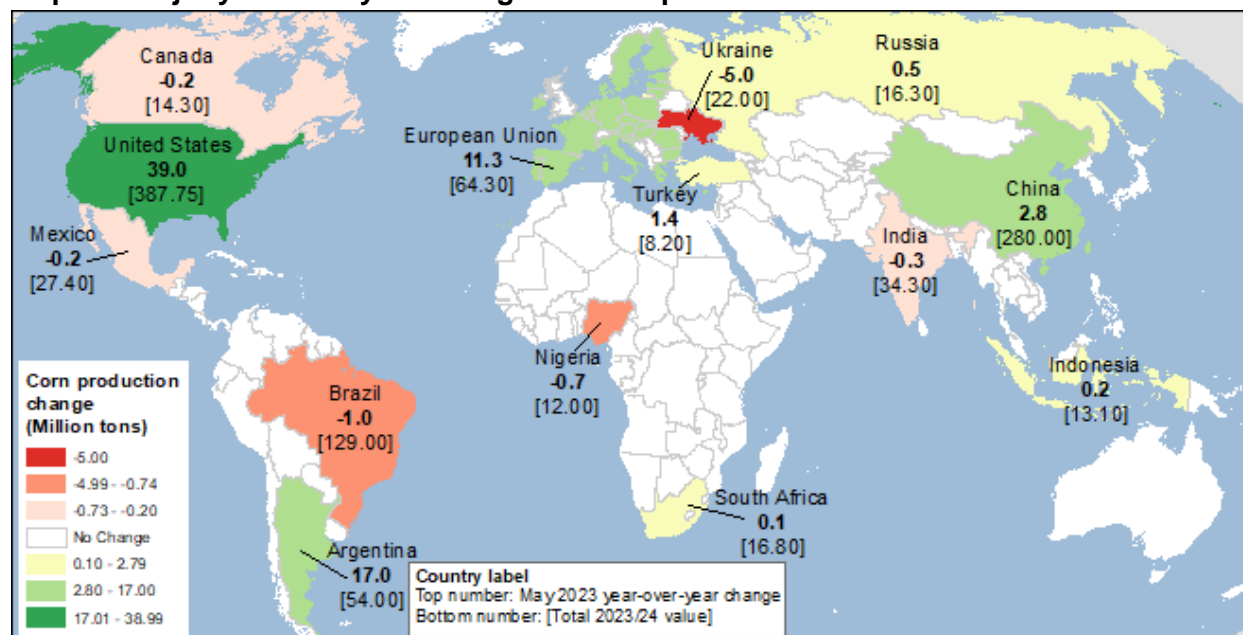 Canada
-0.2
[14.30]
United States
39.0
[387.75]
Mexico
-0.2
[27.40]
European Union
11.3
[64.30]
Ukraine
-5.0
[22.00]
Russia
0.5
[16.30]
Turkey
1.4
[8.20]
China
2.8
[280.00]
India
-0.3
[34.30]
Nigeria
-0.7
[12.00]
Indonesia
0.2
[13.10]
Brazil
-1.0
[129.00]
South Africa
0.1
[16.80]
Argentina
17.0
[54.00]
Corn production
change
(Million tons)
-5.00
-4.99 - -0.74
-0.73 - -0.20
No Change
0.10 - 2.79
2.80 - 17.00
17.01 - 38.99
Country label
Top number: May 2023 year-over-year change
Bottom number: [Total 2023/24 value]